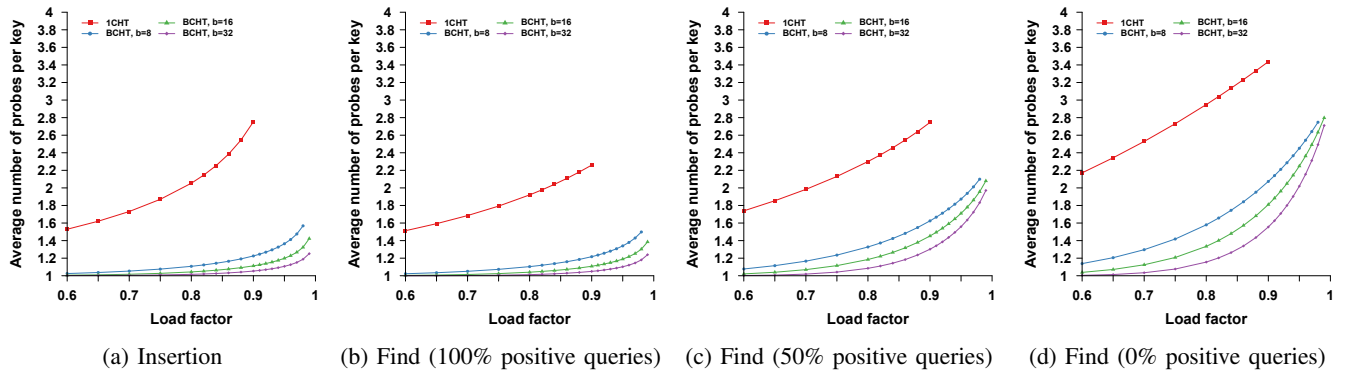 Average number of probes per key
4
3.8
3.6
3.4
3.2
3
2.8
2.6
2.4
2.2
2
1.8
1.6
1.4
1.2
1
1CHT
BCHT, b=8
BCHT, b=16
BCHT, b=32
0.6 0.7 0.8 0.9 1
Load factor
(a) Insertion
Average number of probes per key
4
3.8
3.6
3.4
3.2
3
2.8
2.6
2.4
2.2
2
1.8
1.6
1.4
1.2
1
1CHT
BCHT, b=8
BCHT, b=16
BCHT, b=32
0.6 0.7 0.8 0.9 1
Load factor
(b) Find (100% positive queries)
Average number of probes per key
4
3.8
3.6
3.4
3.2
3
2.8
2.6
2.4
2.2
2
1.8
1.6
1.4
1.2
1
1CHT
BCHT, b=8
BCHT, b=16
BCHT, b=32
0.6 0.7 0.8 0.9 1
Load factor
(c) Find (50% positive queries)
Average number of probes per key
4
3.8
3.6
3.4
3.2
3
2.8
2.6
2.4
2.2
2
1.8
1.6
1.4
1.2
1
1CHT
BCHT, b=8
BCHT, b=16
BCHT, b=32
0.6 0.7 0.8 0.9 1
Load factor
(d) Find (0% positive queries)